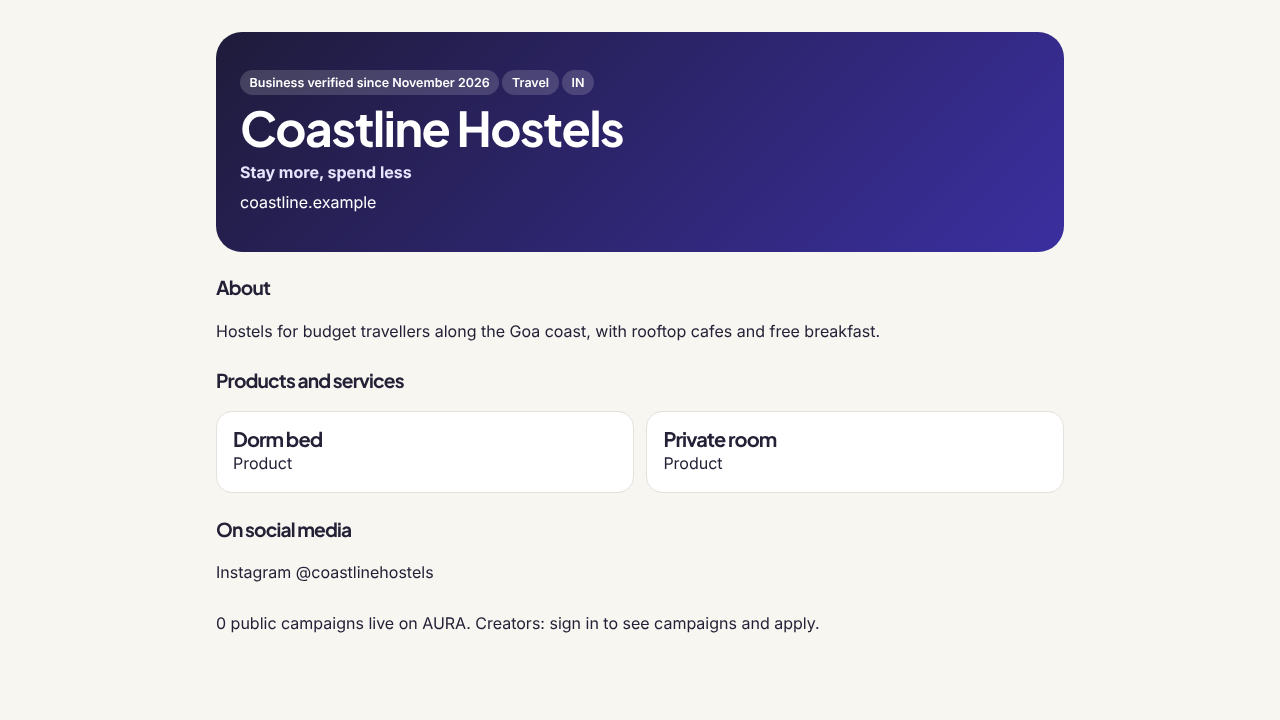 Business verified since November 2026 Travel IN
Coastline Hostels
Stay more, spend less
coastline.example
About
Hostels for budget travellers along the Goa coast, with rooftop cafes and free breakfast.
Products and services
Dorm bed
Product
Private room
Product
On social media
Instagram @coastlinehostels
0 public campaigns live on AURA. Creators: sign in to see campaigns and apply.